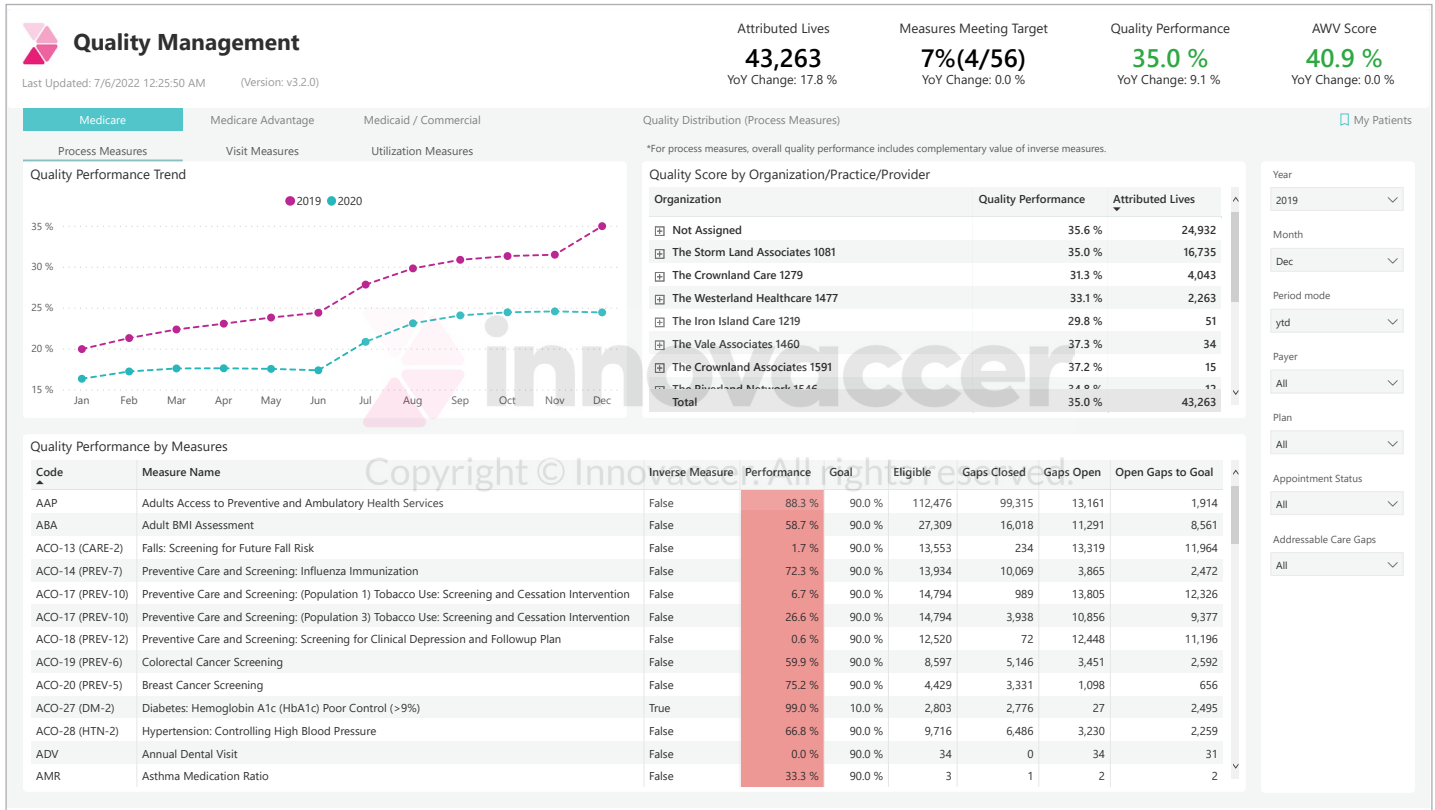 Quality Management
Last Updated: 7/6/2022 12:25:50 AM (Version: v3.2.0)
Attributed Lives
43,263
YoY Change: 17.8 %
Measures Meeting Target
7%(4/56)
YoY Change: 0.0 %
Quality Performance
35.0 %
YoY Change: 9.1 %
AWV Score
40.9 %
YoY Change: 0.0 %
Medicare Medicare Advantage Medicaid / Commercial
Quality Distribution (Process Measures)
My Patients
Process Measures Visit Measures Utilization Measures
*For process measures, overall quality performance includes complementary value of inverse measures.
Quality Performance Trend
2019 2020
35 %
30 %
25 %
20 %
15 %
Jan Feb Mar Apr May Jun Jul Aug Sep Oct Nov Dec
Quality Score by Organization/Practice/Provider
Organization Quality Performance Attributed Lives
Not Assigned 35.6 % 24,932
The Storm Land Associates 1081 35.0 % 16,735
The Crownland Care 1279 31.3 % 4,043
The Westerland Healthcare 1477 33.1 % 2,263
The Iron Island Care 1219 29.8 % 51
The Vale Associates 1460 37.3 % 34
The Crownland Associates 1591 37.2 % 15
The Riverland Network 1546 34.8 % 12
Total 35.0 % 43,263
Year
2019
Month
Dec
Period mode
ytd
Payer
All
Plan
All
Appointment Status
All
Addressable Care Gaps
All
innovaccer
Copyright © Innovaccer. All rights reserved.
Quality Performance by Measures
Code Measure Name Inverse Measure Performance Goal Eligible Gaps Closed Gaps Open Open Gaps to Goal
AAP Adults Access to Preventive and Ambulatory Health Services False 88.3 % 90.0 % 112,476 99,315 13,161 1,914
ABA Adult BMI Assessment False 58.7 % 90.0 % 27,309 16,018 11,291 8,561
ACO-13 (CARE-2) Falls: Screening for Future Fall Risk False 1.7 % 90.0 % 13,553 234 13,319 11,964
ACO-14 (PREV-7) Preventive Care and Screening: Influenza Immunization False 72.3 % 90.0 % 13,934 10,069 3,865 2,472
ACO-17 (PREV-10) Preventive Care and Screening: (Population 1) Tobacco Use: Screening and Cessation Intervention False 6.7 % 90.0 % 14,794 989 13,805 12,326
ACO-17 (PREV-10) Preventive Care and Screening: (Population 3) Tobacco Use: Screening and Cessation Intervention False 26.6 % 90.0 % 14,794 3,938 10,856 9,377
ACO-18 (PREV-12) Preventive Care and Screening: Screening for Clinical Depression and Followup Plan False 0.6 % 90.0 % 12,520 72 12,448 11,196
ACO-19 (PREV-6) Colorectal Cancer Screening False 59.9 % 90.0 % 8,597 5,146 3,451 2,592
ACO-20 (PREV-5) Breast Cancer Screening False 75.2 % 90.0 % 4,429 3,331 1,098 656
ACO-27 (DM-2) Diabetes: Hemoglobin A1c (HbA1c) Poor Control (>9%) True 99.0 % 10.0 % 2,803 2,776 27 2,495
ACO-28 (HTN-2) Hypertension: Controlling High Blood Pressure False 66.8 % 90.0 % 9,716 6,486 3,230 2,259
ADV Annual Dental Visit False 0.0 % 90.0 % 34 0 34 31
AMR Asthma Medication Ratio False 33.3 % 90.0 % 3 1 2 2